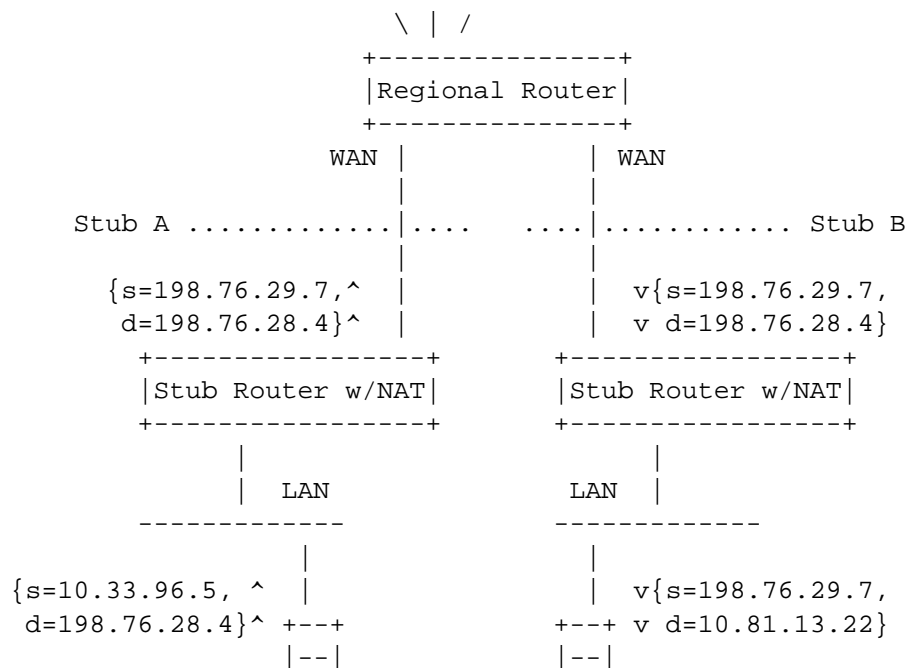 \ | /
+---------------+
|Regional Router|
+---------------+
WAN |           | WAN
|           |
Stub A .............|....   ....|............ Stub B
|           |
{s=198.76.29.7,^  |           |  v{s=198.76.29.7,
d=198.76.28.4}^  |           |  v d=198.76.28.4}
+-----------------+       +-----------------+
|Stub Router w/NAT|       |Stub Router w/NAT|
+-----------------+       +-----------------+
|                         |
|  LAN               LAN  |
-------------             -------------
|                 |
{s=10.33.96.5, ^  |                 |  v{s=198.76.29.7,
d=198.76.28.4}^ +--+             +--+ v d=10.81.13.22}
|--|             |--|